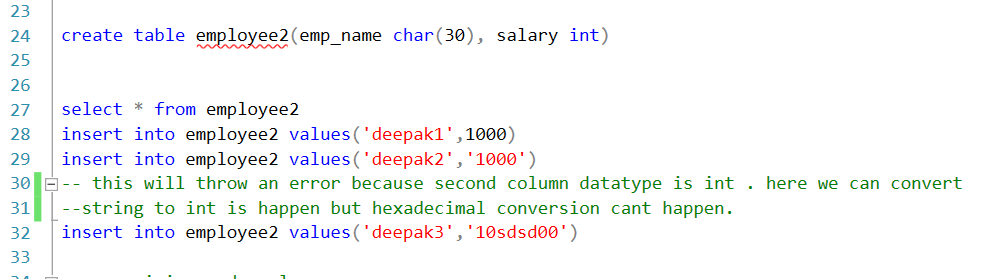 23
24 create table employee2(emp_name char(30), salary int)
25
26
27 select * from employee2
28 insert into employee2 values('deepak1',1000)
29 insert into employee2 values('deepak2','1000')
30 -- this will throw an error because second column datatype is int . here we can convert
31 --string to int is happen but hexadecimal conversion cant happen.
32 insert into employee2 values('deepak3','10sdsd00')
33